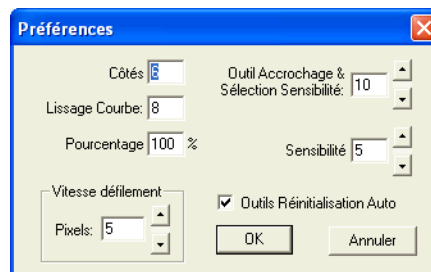 Préférences
Côtés 6
Lissage Courbe: 8
Pourcentage 100 %
Outil Accrochage &
Sélection Sensibilité: 10
Sensibilité 5
Vitesse défilement
Pixels: 5
Outils Réinitialisation Auto
OK
Annuler